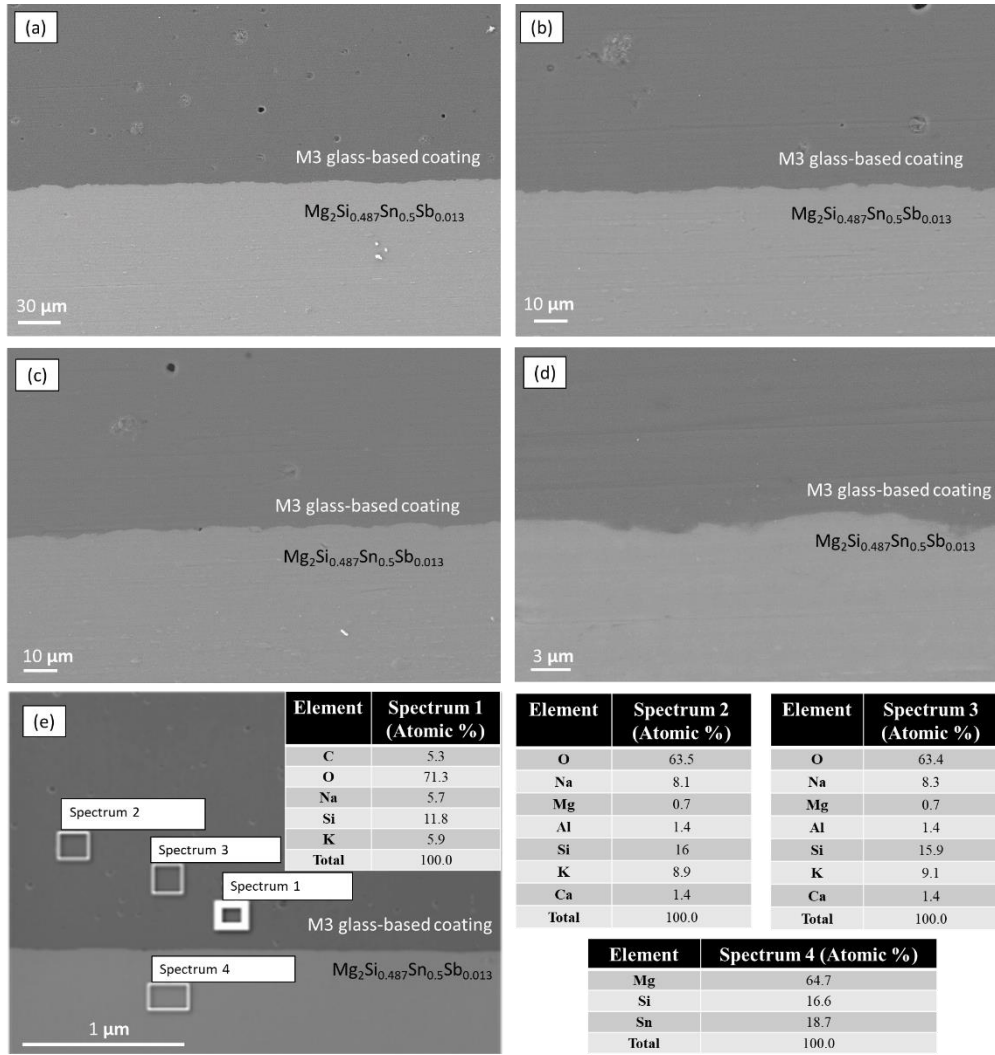 (a)
M3 glass-based coating
Mg₂Si₀.₄₈₇Sn₀.₅Sb₀.₀₁₃
30 µm
(b)
M3 glass-based coating
Mg₂Si₀.₄₈₇Sn₀.₅Sb₀.₀₁₃
10 µm
(c)
M3 glass-based coating
Mg₂Si₀.₄₈₇Sn₀.₅Sb₀.₀₁₃
10 µm
(d)
M3 glass-based coating
Mg₂Si₀.₄₈₇Sn₀.₅Sb₀.₀₁₃
3 µm
(e)
Spectrum 2
Spectrum 3
Spectrum 1
M3 glass-based coating
Spectrum 4
Mg₂Si₀.₄₈₇Sn₀.₅Sb₀.₀₁₃
1 µm
Element Spectrum 1
(Atomic %)
C 5.3
O 71.3
Na 5.7
Si 11.8
K 5.9
Total 100.0
Element Spectrum 2
(Atomic %)
O 63.5
Na 8.1
Mg 0.7
Al 1.4
Si 16
K 8.9
Ca 1.4
Total 100.0
Element Spectrum 3
(Atomic %)
O 63.4
Na 8.3
Mg 0.7
Al 1.4
Si 15.9
K 9.1
Ca 1.4
Total 100.0
Element Spectrum 4 (Atomic %)
Mg 64.7
Si 16.6
Sn 18.7
Total 100.0